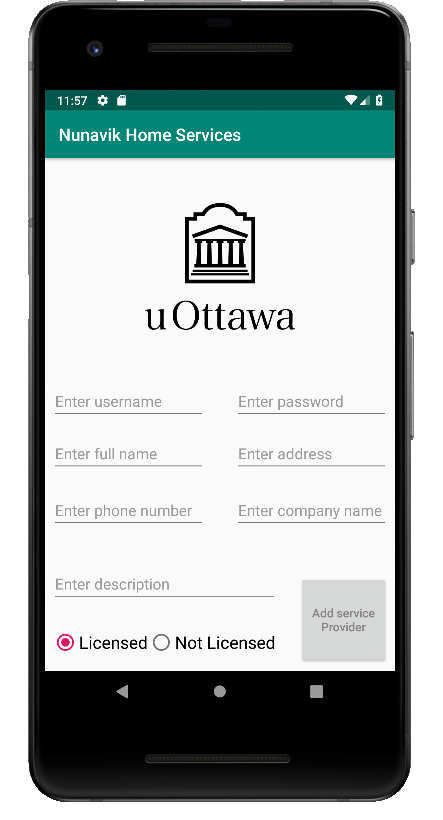 11:57
Nunavik Home Services
uOttawa
Enter username
Enter password
Enter full name
Enter address
Enter phone number
Enter company name
Enter description
Add service
Provider
Licensed
Not Licensed